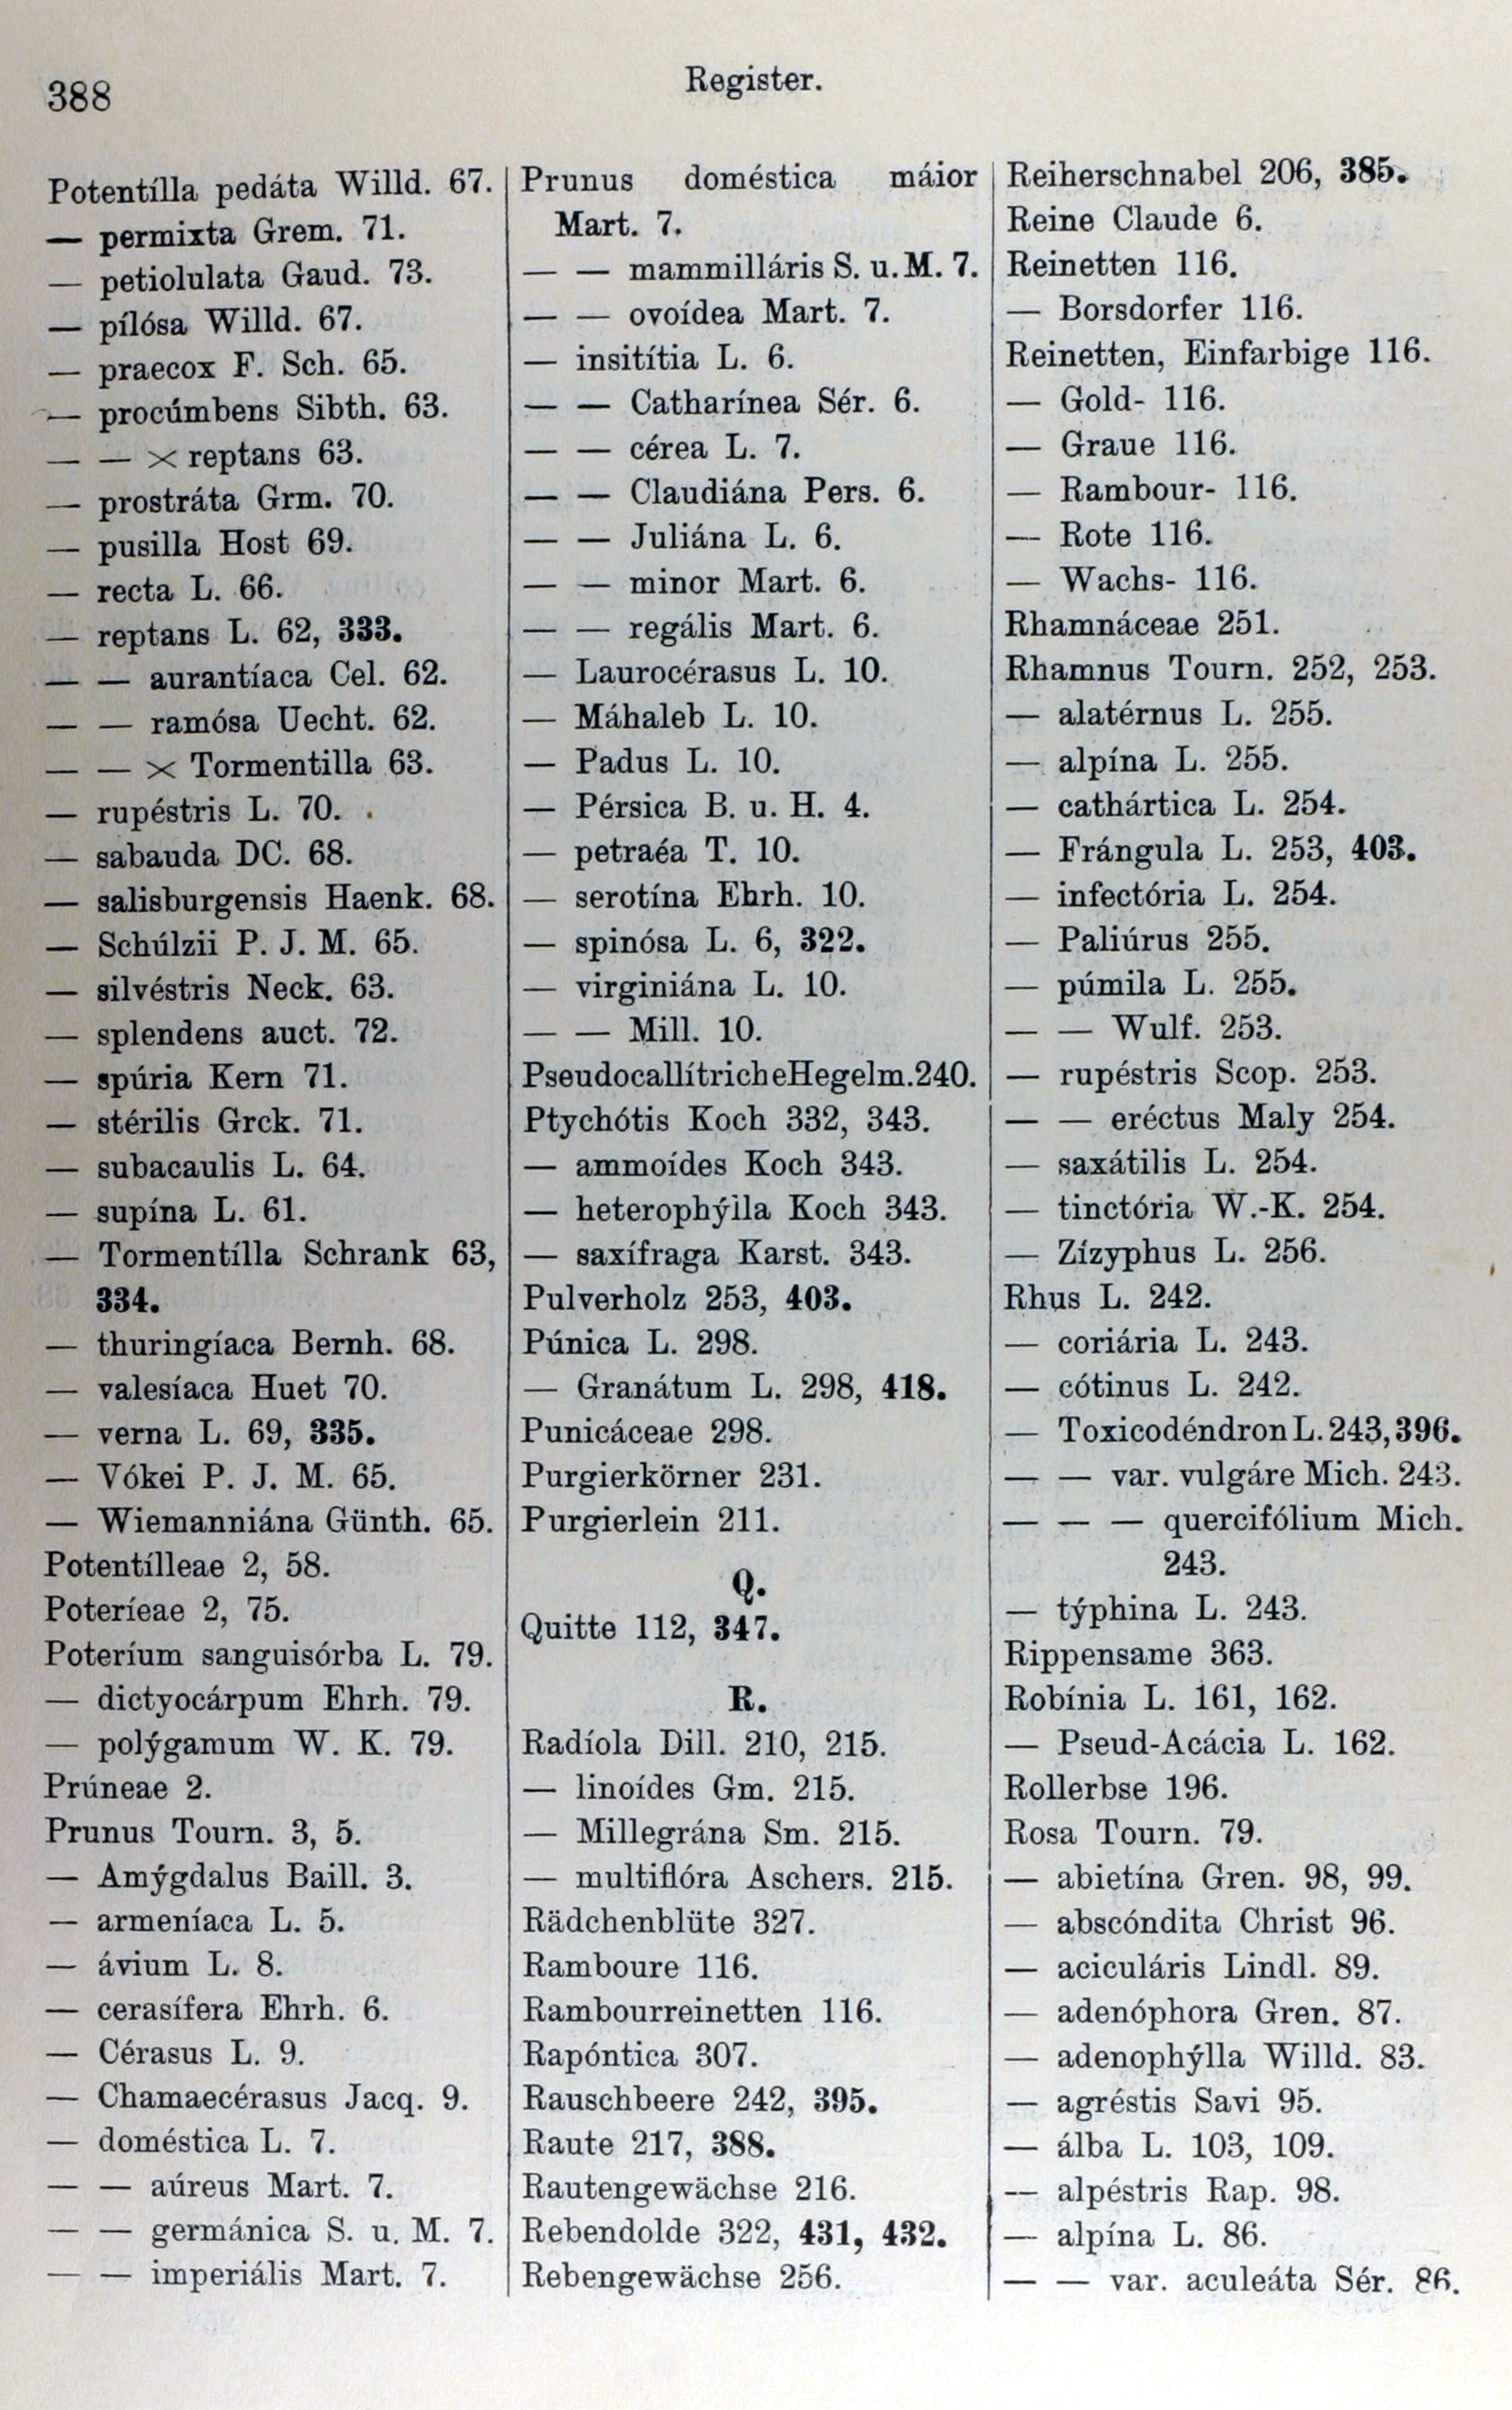 388
Register.
Potentílla pedáta Willd. 67.
— permixta Grem. 71.
— petiolulata Gaud. 73.
— pílósa Willd. 67.
— praecox F. Sch. 65.
— procúmbens Sibth. 63.
— — × reptans 63.
— prostráta Grm. 70.
— pusilla Host 69.
— recta L. 66.
— reptans L. 62, 333.
— — aurantíaca Cel. 62.
— — ramósa Uecht. 62.
— — × Tormentilla 63.
— rupéstris L. 70.
— sabauda DC. 68.
— salisburgensis Haenk. 68.
— Schúlzii P. J. M. 65.
— silvéstris Neck. 63.
— splendens auct. 72.
— spúria Kern 71.
— stérilis Grck. 71.
— subacaulis L. 64.
— supína L. 61.
— Tormentílla Schrank 63,
334.
— thuringíaca Bernh. 68.
— valesíaca Huet 70.
— verna L. 69, 335.
— Vókei P. J. M. 65.
— Wiemanniána Günth. 65.
Potentílleae 2, 58.
Poteríeae 2, 75.
Poteríum sanguisórba L. 79.
— dictyocárpum Ehrh. 79.
— polýgamum W. K. 79.
Prúneae 2.
Prunus Tourn. 3, 5.
— Amýgdalus Baill. 3.
— armeníaca L. 5.
— ávium L. 8.
— cerasífera Ehrh. 6.
— Cérasus L. 9.
— Chamaecérasus Jacq. 9.
— doméstica L. 7.
— — aúreus Mart. 7.
— — germánica S. u. M. 7.
— — imperiális Mart. 7.
Prunus doméstica máior
Mart. 7.
— — mammilláris S. u. M. 7.
— — ovoídea Mart. 7.
— insitítia L. 6.
— — Catharínea Sér. 6.
— — cérea L. 7.
— — Claudiána Pers. 6.
— — Juliána L. 6.
— — minor Mart. 6.
— — regális Mart. 6.
— Laurocérasus L. 10.
— Máhaleb L. 10.
— Padus L. 10.
— Pérsica B. u. H. 4.
— petraéa T. 10.
— serotína Ehrh. 10.
— spinósa L. 6, 322.
— virginiána L. 10.
— — Mill. 10.
PseudocallítricheHegelm.240.
Ptychótis Koch 332, 343.
— ammoídes Koch 343.
— heterophýlla Koch 343.
— saxífraga Karst. 343.
Pulverholz 253, 403.
Púnica L. 298.
— Granátum L. 298, 418.
Punicáceae 298.
Purgierkörner 231.
Purgierlein 211.
Q.
Quitte 112, 347.
R.
Radíola Dill. 210, 215.
— linoídes Gm. 215.
— Millegrána Sm. 215.
— multiflóra Aschers. 215.
Rädchenblüte 327.
Ramboure 116.
Rambourreinetten 116.
Rapóntica 307.
Rauschbeere 242, 395.
Raute 217, 388.
Rautengewächse 216.
Rebendolde 322, 431, 432.
Rebengewächse 256.
Reiherschnabel 206, 385.
Reine Claude 6.
Reinetten 116.
— Borsdorfer 116.
Reinetten, Einfarbige 116.
— Gold- 116.
— Graue 116.
— Rambour- 116.
— Rote 116.
— Wachs- 116.
Rhamnáceae 251.
Rhamnus Tourn. 252, 253.
— alatérnus L. 255.
— alpína L. 255.
— cathártica L. 254.
— Frángula L. 253, 403.
— infectória L. 254.
— Paliúrus 255.
— púmila L. 255.
— — Wulf. 253.
— rupéstris Scop. 253.
— — eréctus Maly 254.
— saxátilis L. 254.
— tinctória W.-K. 254.
— Zízyphus L. 256.
Rhus L. 242.
— coriária L. 243.
— cótinus L. 242.
— Toxicodéndron L. 243, 396.
— — var. vulgáre Mich. 243.
— — — quercifólium Mich.
243.
— týphina L. 243.
Rippensame 363.
Robínia L. 161, 162.
— Pseud-Acácia L. 162.
Rollerbse 196.
Rosa Tourn. 79.
— abietína Gren. 98, 99.
— abscóndita Christ 96.
— aciculáris Lindl. 89.
— adenóphora Gren. 87.
— adenophýlla Willd. 83.
— agréstis Savi 95.
— álba L. 103, 109.
— alpéstris Rap. 98.
— alpína L. 86.
— — var. aculeáta Sér. 86.